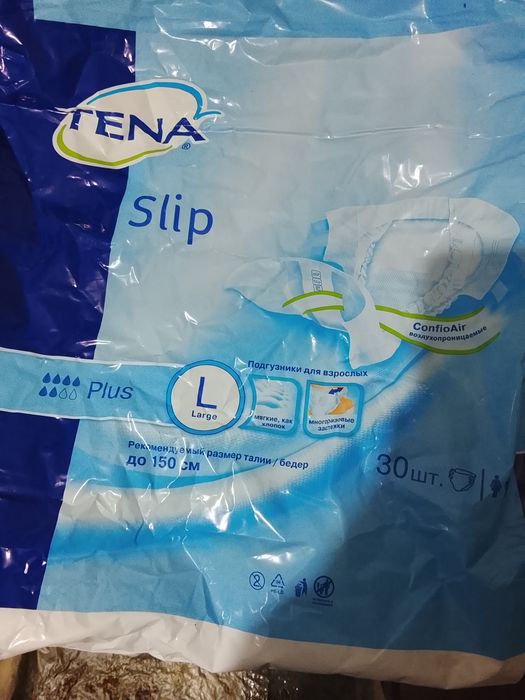 TENA
®
Slip
ConfioAir
воздухопроницаемые
Подгузники для взрослых
Plus
L
Large
мягкие, как
хлопок
многоразовые
застежки
Рекомендуемый размер талии / бедер
до 150 см
30 шт.